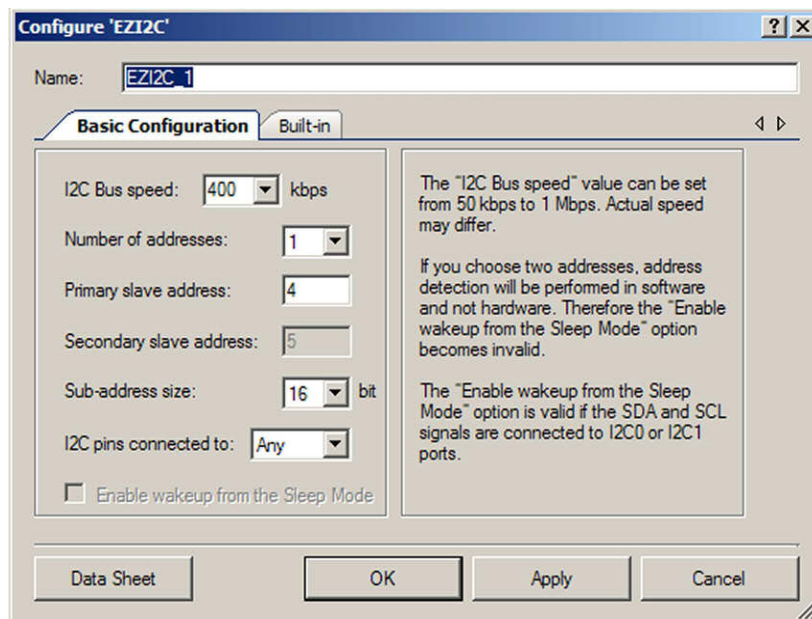 Configure 'EZI2C'
Name: EZI2C_1
Basic Configuration Built-in
I2C Bus speed: 400 kbps
Number of addresses: 1
Primary slave address: 4
Secondary slave address: 5
Sub-address size: 16 bit
I2C pins connected to: Any
Enable wakeup from the Sleep Mode
The "I2C Bus speed" value can be set
from 50 kbps to 1 Mbps. Actual speed
may differ.
If you choose two addresses, address
detection will be performed in software
and not hardware. Therefore the "Enable
wakeup from the Sleep Mode" option
becomes invalid.
The "Enable wakeup from the Sleep
Mode" option is valid if the SDA and SCL
signals are connected to I2C0 or I2C1
ports.
Data Sheet OK Apply Cancel